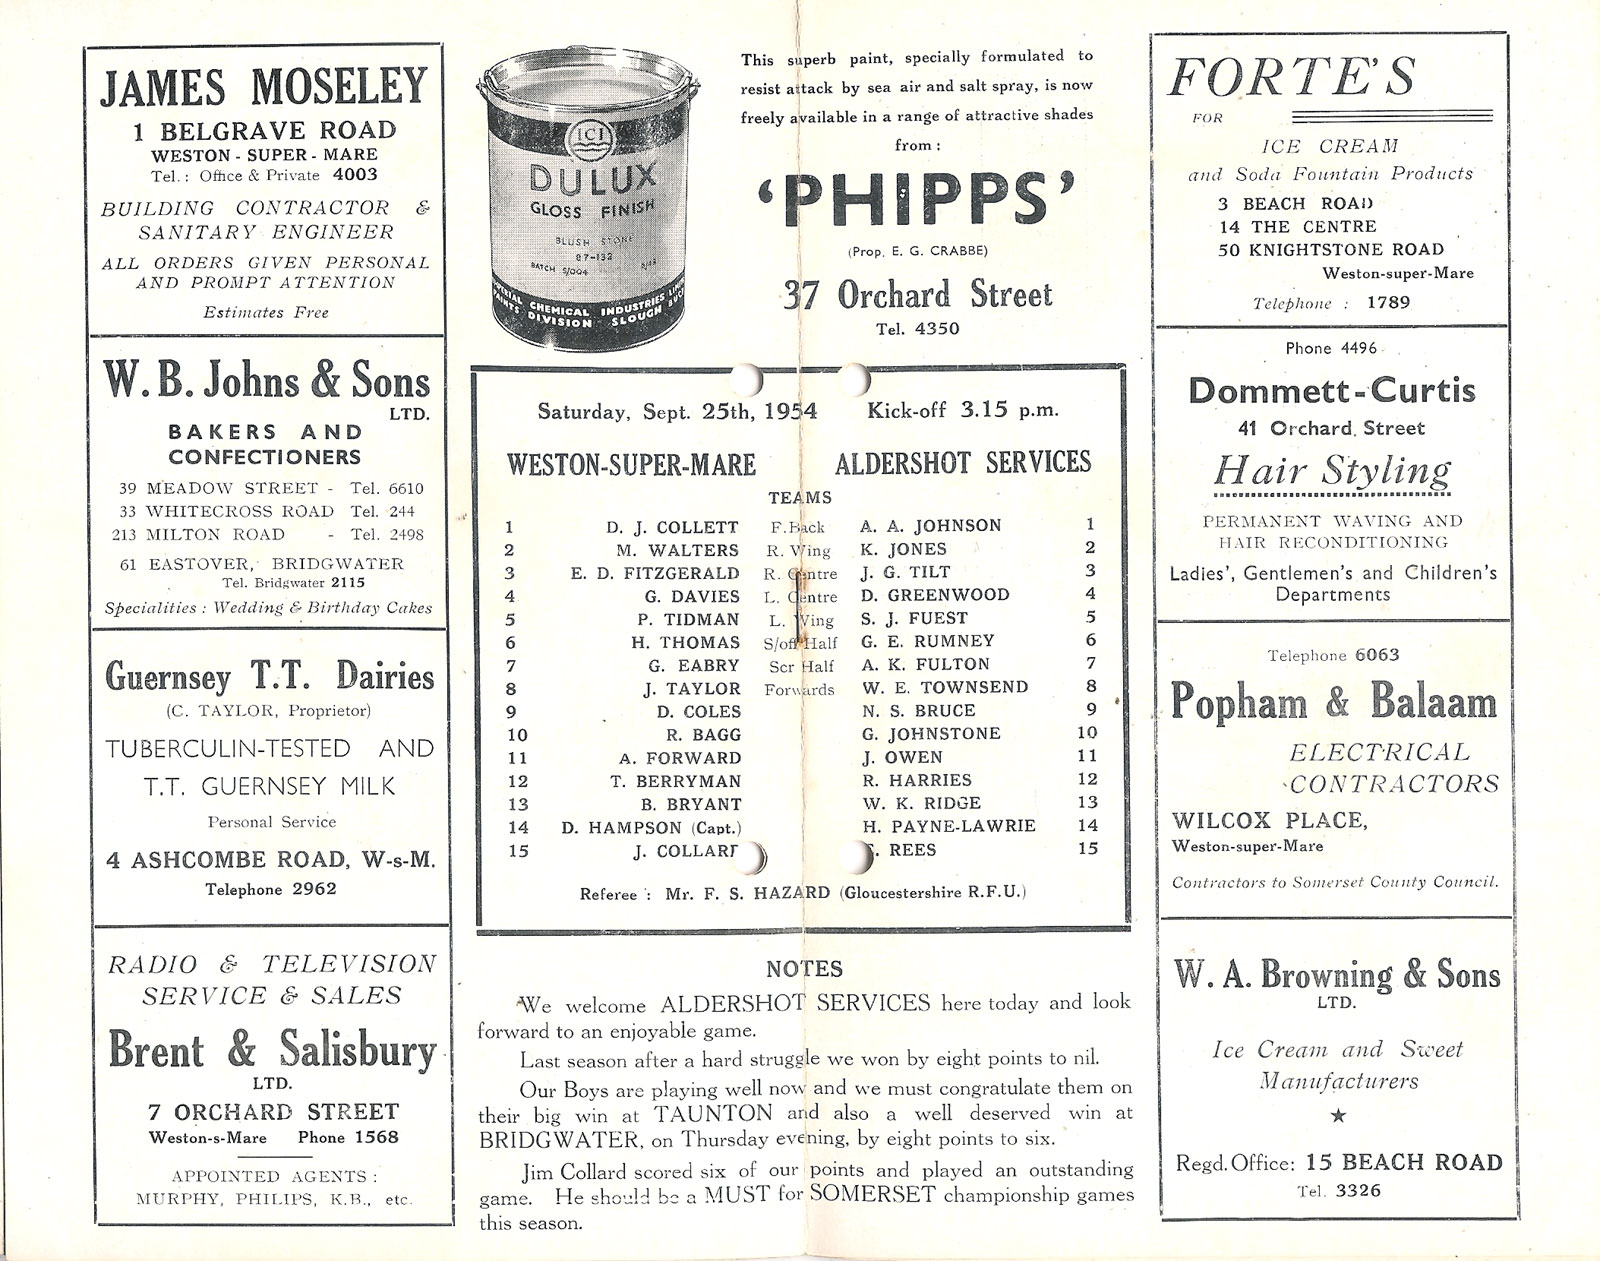 JAMES MOSELEY
1 BELGRAVE ROAD
WESTON - SUPER - MARE
Tel. : Office & Private 4003
BUILDING CONTRACTOR &
SANITARY ENGINEER
ALL ORDERS GIVEN PERSONAL
AND PROMPT ATTENTION
Estimates Free
W. B. Johns & Sons
LTD.
BAKERS AND
CONFECTIONERS
39 MEADOW STREET - Tel. 6610
33 WHITECROSS ROAD Tel. 244
213 MILTON ROAD - Tel. 2498
61 EASTOVER, BRIDGWATER
Tel. Bridgwater 2115
Specialities : Wedding & Birthday Cakes
Guernsey T.T. Dairies
(C. TAYLOR, Proprietor)
TUBERCULIN-TESTED AND
T.T. GUERNSEY MILK
Personal Service
4 ASHCOMBE ROAD, W-s-M.
Telephone 2962
RADIO & TELEVISION
SERVICE & SALES
Brent & Salisbury
LTD.
7 ORCHARD STREET
Weston-s-Mare Phone 1568
APPOINTED AGENTS :
MURPHY, PHILIPS, K.B., etc.
ICI
DULUX
GLOSS FINISH
BLUSH STONE
87-132
BATCH S/004
CHEMICAL INDUSTRIES
PAINTS DIVISION SLOUGH
This superb paint, specially formulated to
resist attack by sea air and salt spray, is now
freely available in a range of attractive shades
from :
‘PHIPPS’
(Prop. E. G. CRABBE)
37 Orchard Street
Tel. 4350
Saturday, Sept. 25th, 1954 Kick-off 3.15 p.m.
WESTON-SUPER-MARE ALDERSHOT SERVICES
TEAMS
1 D. J. COLLETT F.Back A. A. JOHNSON 1
2 M. WALTERS R. Wing K. JONES 2
3 E. D. FITZGERALD R. Centre J. G. TILT 3
4 G. DAVIES L. Centre D. GREENWOOD 4
5 P. TIDMAN L. Wing S. J. FUEST 5
6 H. THOMAS S/off Half G. E. RUMNEY 6
7 G. EABRY Scr Half A. K. FULTON 7
8 J. TAYLOR Forwards W. E. TOWNSEND 8
9 D. COLES N. S. BRUCE 9
10 R. BAGG G. JOHNSTONE 10
11 A. FORWARD J. OWEN 11
12 T. BERRYMAN R. HARRIES 12
13 B. BRYANT W. K. RIDGE 13
14 D. HAMPSON (Capt.) H. PAYNE-LAWRIE 14
15 J. COLLARD REES 15
Referee : Mr. F. S. HAZARD (Gloucestershire R.F.U.)
NOTES
We welcome ALDERSHOT SERVICES here today and look
forward to an enjoyable game.
Last season after a hard struggle we won by eight points to nil.
Our Boys are playing well now and we must congratulate them on
their big win at TAUNTON and also a well deserved win at
BRIDGWATER, on Thursday evening, by eight points to six.
Jim Collard scored six of our points and played an outstanding
game. He should be a MUST for SOMERSET championship games
this season.
FORTE'S
FOR
ICE CREAM
and Soda Fountain Products
3 BEACH ROAD
14 THE CENTRE
50 KNIGHTSTONE ROAD
Weston-super-Mare
Telephone : 1789
Phone 4496
Dommett-Curtis
41 Orchard Street
Hair Styling
PERMANENT WAVING AND
HAIR RECONDITIONING
Ladies', Gentlemen's and Children's
Departments
Telephone 6063
Popham & Balaam
ELECTRICAL
CONTRACTORS
WILCOX PLACE,
Weston-super-Mare
Contractors to Somerset County Council.
W. A. Browning & Sons
LTD.
Ice Cream and Sweet
Manufacturers
★
Regd. Office: 15 BEACH ROAD
Tel. 3326